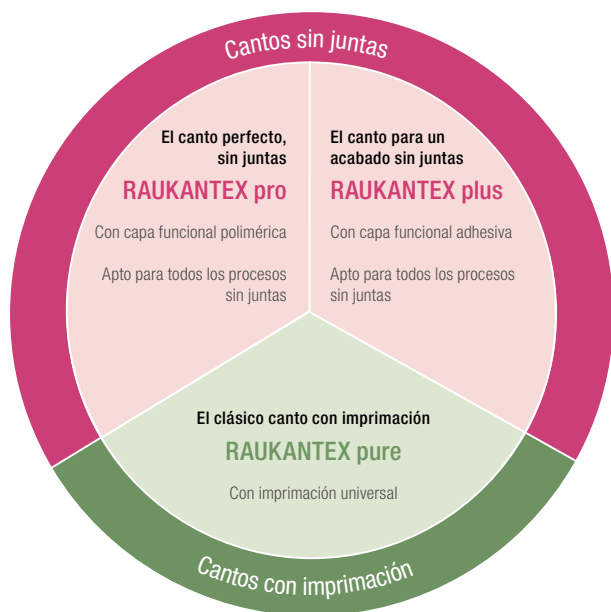 Cantos sin juntas
El canto perfecto,
sin juntas
RAUKANTEX pro
Con capa funcional polimérica
Apto para todos los procesos
sin juntas
El canto para un
acabado sin juntas
RAUKANTEX plus
Con capa funcional adhesiva
Apto para todos los procesos
sin juntas
El clásico canto con imprimación
RAUKANTEX pure
Con imprimación universal
Cantos con imprimación